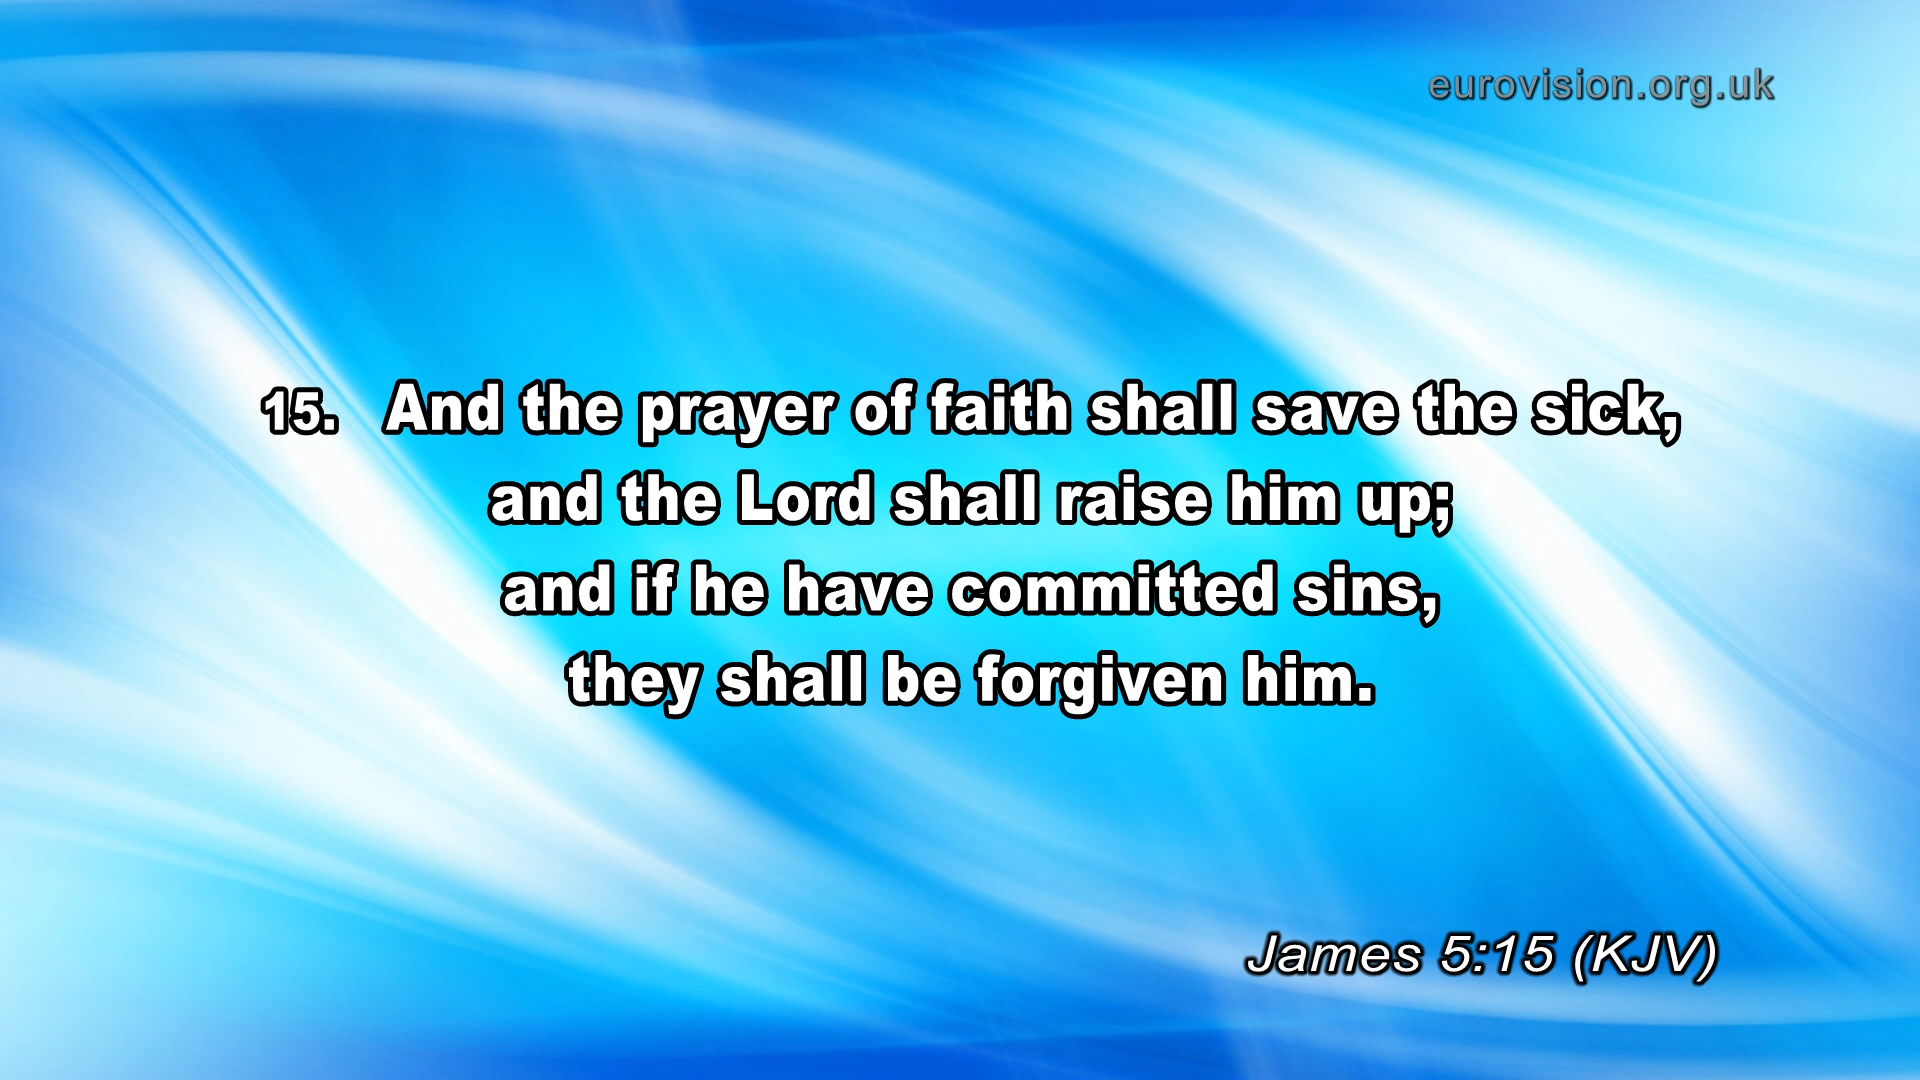 eurovision.org.uk
15. And the prayer of faith shall save the sick,
and the Lord shall raise him up;
and if he have committed sins,
they shall be forgiven him.
James 5:15 (KJV)